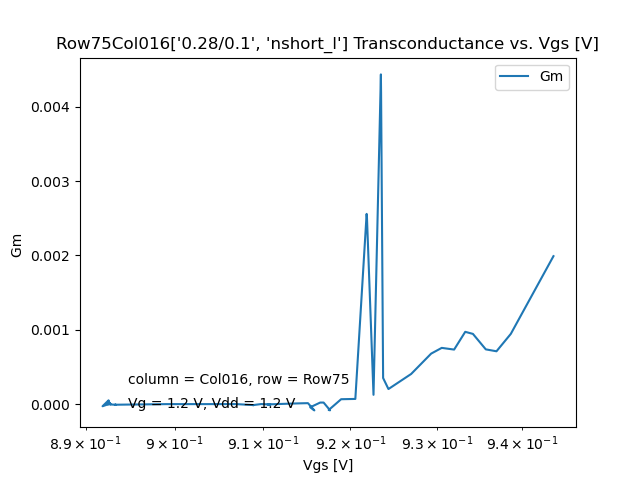 Row75Col016['0.28/0.1', 'nshort_l'] Transconductance vs. Vgs [V]
Gm
0.004
0.003
0.002
0.001
0.000
Gm
column = Col016, row = Row75
Vg = 1.2 V, Vdd = 1.2 V
8.9 × 10⁻¹ 9 × 10⁻¹ 9.1 × 10⁻¹ 9.2 × 10⁻¹ 9.3 × 10⁻¹ 9.4 × 10⁻¹
Vgs [V]